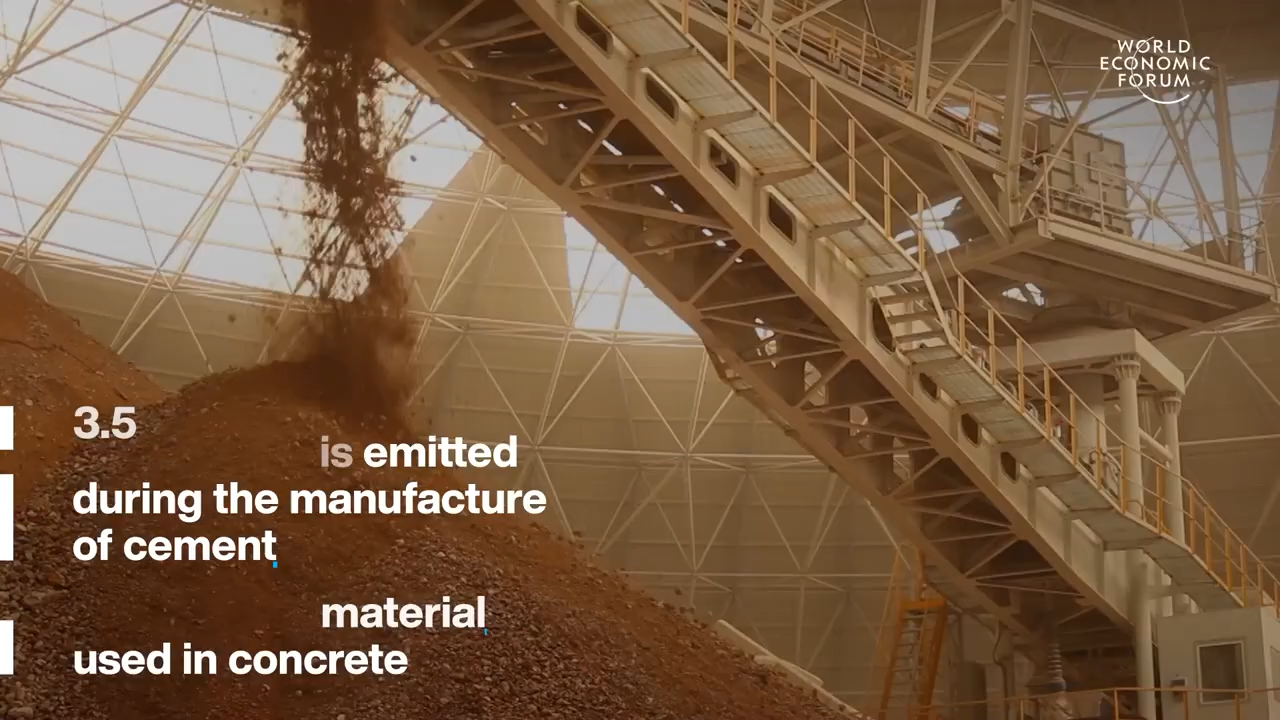 WORLD
ECONOMIC
FORUM
3.5
is emitted
during the manufacture
of cement
material
used in concrete